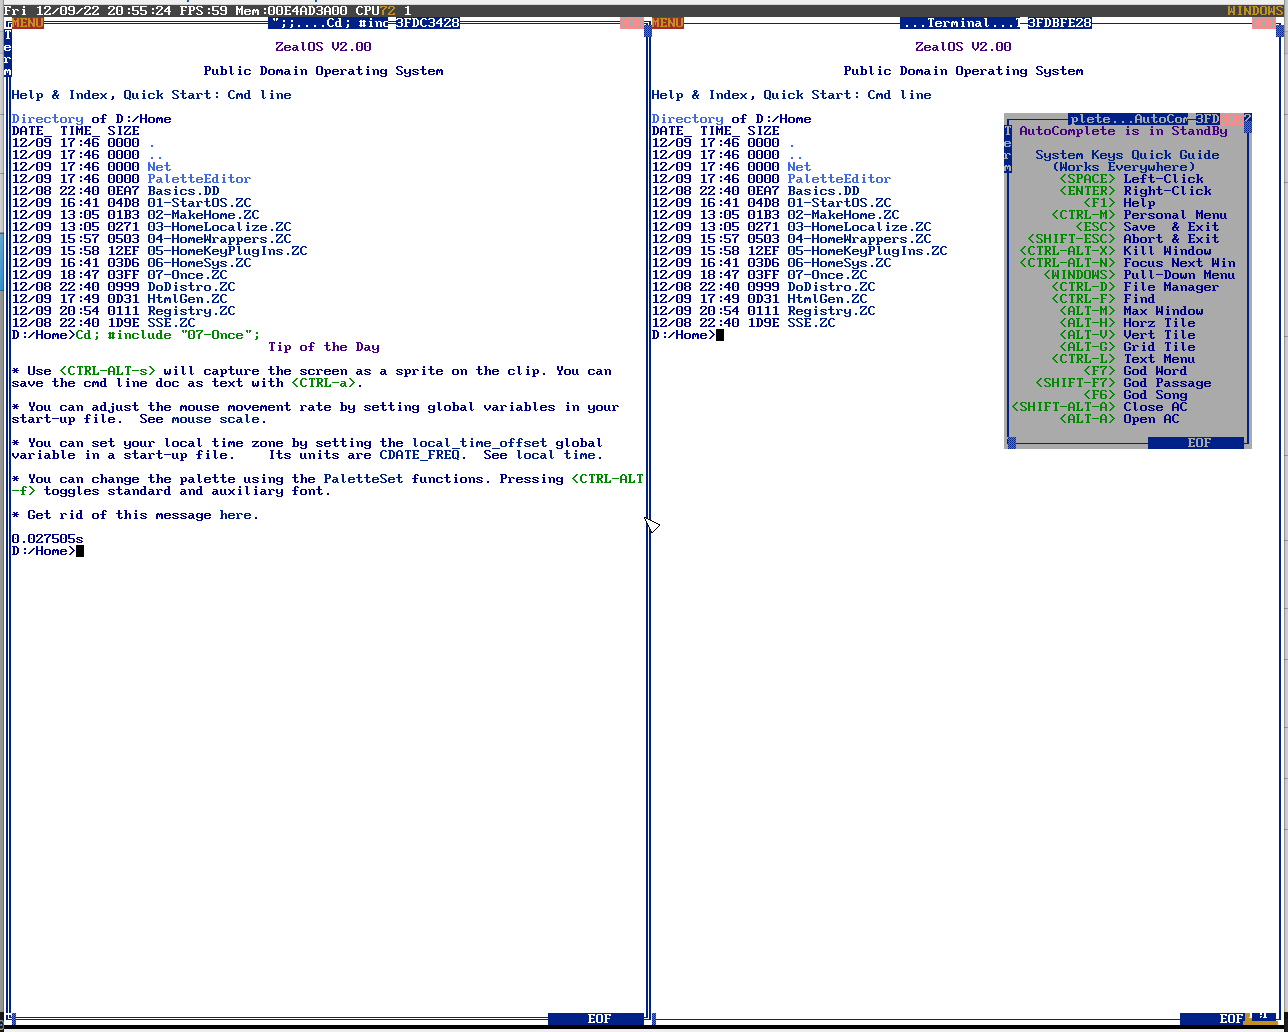 Fri 12/09/22 20:55:24 FPS:59 Mem:00E4AD3A00 CPU72 1
WINDOWS
MENU
";;....Cd; #inc
3FDC3428
Term
ZealOS V2.00
Public Domain Operating System
Help & Index, Quick Start: Cmd line
Directory of D:/Home
DATE_ TIME_ SIZE
12/09 17:46 0000 .
12/09 17:46 0000 ..
12/09 17:46 0000 Net
12/09 17:46 0000 PaletteEditor
12/08 22:40 0EA7 Basics.DD
12/09 16:41 04D8 01-StartOS.ZC
12/09 13:05 01B3 02-MakeHome.ZC
12/09 13:05 0271 03-HomeLocalize.ZC
12/09 15:57 0503 04-HomeWrappers.ZC
12/09 15:58 12EF 05-HomeKeyPlugIns.ZC
12/09 16:41 03D6 06-HomeSys.ZC
12/09 18:47 03FF 07-Once.ZC
12/08 22:40 0999 DoDistro.ZC
12/09 17:49 0D31 HtmlGen.ZC
12/09 20:54 0111 Registry.ZC
12/08 22:40 1D9E SSE.ZC
D:/Home>Cd; #include "07-Once";
Tip of the Day
* Use <CTRL-ALT-s> will capture the screen as a sprite on the clip. You can
save the cmd line doc as text with <CTRL-a>.
* You can adjust the mouse movement rate by setting global variables in your
start-up file.  See mouse scale.
* You can set your local time zone by setting the local_time_offset global
variable in a start-up file.    Its units are CDATE_FREQ.  See local time.
* You can change the palette using the PaletteSet functions. Pressing <CTRL-ALT
-f> toggles standard and auxiliary font.
* Get rid of this message here.
0.027505s
D:/Home>
EOF
MENU
...Terminal...
3FDBFE28
ZealOS V2.00
Public Domain Operating System
Help & Index, Quick Start: Cmd line
Directory of D:/Home
DATE_ TIME_ SIZE
12/09 17:46 0000 .
12/09 17:46 0000 ..
12/09 17:46 0000 Net
12/09 17:46 0000 PaletteEditor
12/08 22:40 0EA7 Basics.DD
12/09 16:41 04D8 01-StartOS.ZC
12/09 13:05 01B3 02-MakeHome.ZC
12/09 13:05 0271 03-HomeLocalize.ZC
12/09 15:57 0503 04-HomeWrappers.ZC
12/09 15:58 12EF 05-HomeKeyPlugIns.ZC
12/09 16:41 03D6 06-HomeSys.ZC
12/09 18:47 03FF 07-Once.ZC
12/08 22:40 0999 DoDistro.ZC
12/09 17:49 0D31 HtmlGen.ZC
12/09 20:54 0111 Registry.ZC
12/08 22:40 1D9E SSE.ZC
D:/Home>
EOF
plete...AutoCom
3FD
Term
AutoComplete is in StandBy
System Keys Quick Guide
(Works Everywhere)
<SPACE> Left-Click
<ENTER> Right-Click
<F1> Help
<CTRL-M> Personal Menu
<ESC> Save  & Exit
<SHIFT-ESC> Abort & Exit
<CTRL-ALT-X> Kill Window
<CTRL-ALT-N> Focus Next Win
<WINDOWS> Pull-Down Menu
<CTRL-D> File Manager
<CTRL-F> Find
<ALT-M> Max Window
<ALT-H> Horz Tile
<ALT-V> Vert Tile
<ALT-G> Grid Tile
<CTRL-L> Text Menu
<F7> God Word
<SHIFT-F7> God Passage
<F6> God Song
<SHIFT-ALT-A> Close AC
<ALT-A> Open AC
EOF